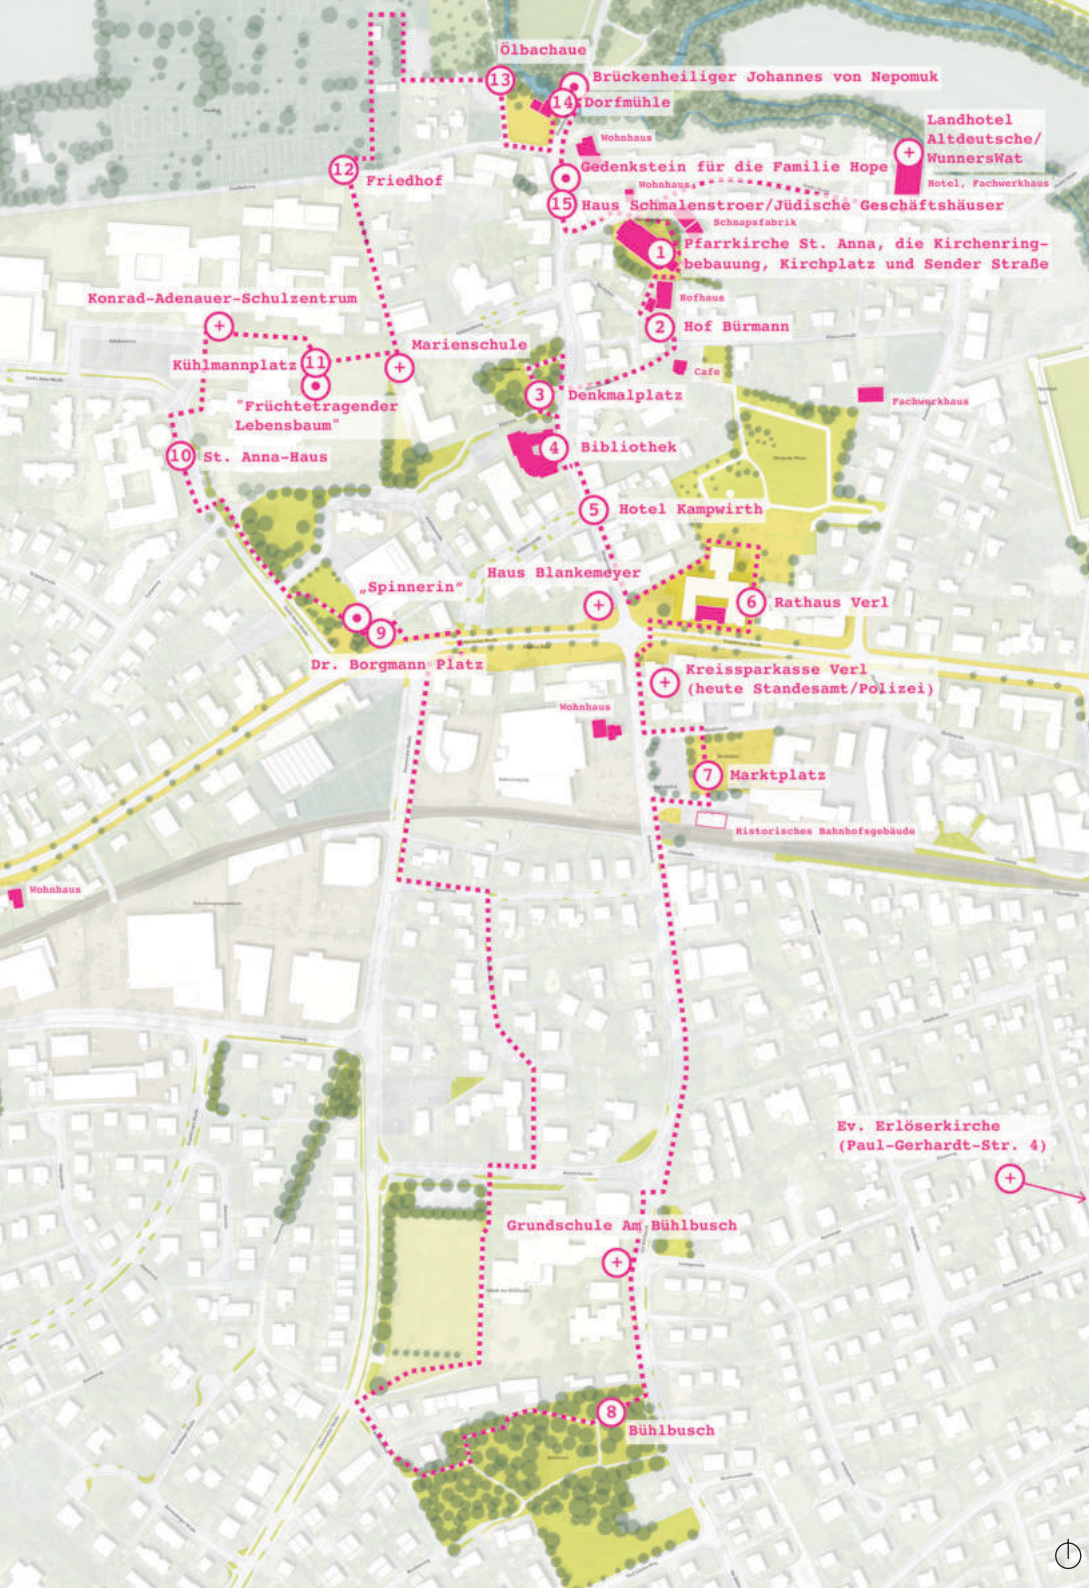 Ölbachaue
13
Brückenheiliger Johannes von Nepomuk
14
Dorfmühle
Landhotel
Altdeutsche/
WunnersWat
+
Hotel, Fachwerkhaus
Wohnhaus
12
Friedhof
Gedenkstein für die Familie Hope
Wohnhaus
15
Haus Schmalenstroer/Jüdische Geschäftshäuser
Schnapsfabrik
1
Pfarrkirche St. Anna, die Kirchenring-
bebauung, Kirchplatz und Sender Straße
Konrad-Adenauer-Schulzentrum
+
Hofhaus
2
Hof Bürmann
Marienschule
+
Kühlmannplatz
11
Cafe
"Früchtetragender
Lebensbaum"
3
Denkmalplatz
Fachwerkhaus
10
St. Anna-Haus
4
Bibliothek
5
Hotel Kampwirth
Haus Blankemeyer
+
„Spinnerin“
6
Rathaus Verl
9
Dr. Borgmann Platz
+
Kreissparkasse Verl
(heute Standesamt/Polizei)
Wohnhaus
7
Marktplatz
Historisches Bahnhofsgebäude
Wohnhaus
Ev. Erlöserkirche
(Paul-Gerhardt-Str. 4)
+
Grundschule Am Bühlbusch
+
8
Bühlbusch